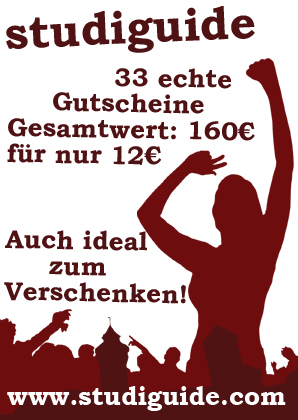 studiguide
33 echte
Gutscheine
Gesamtwert: 160€
für nur 12€
Auch ideal
zum
Verschenken!
www.studiguide.com